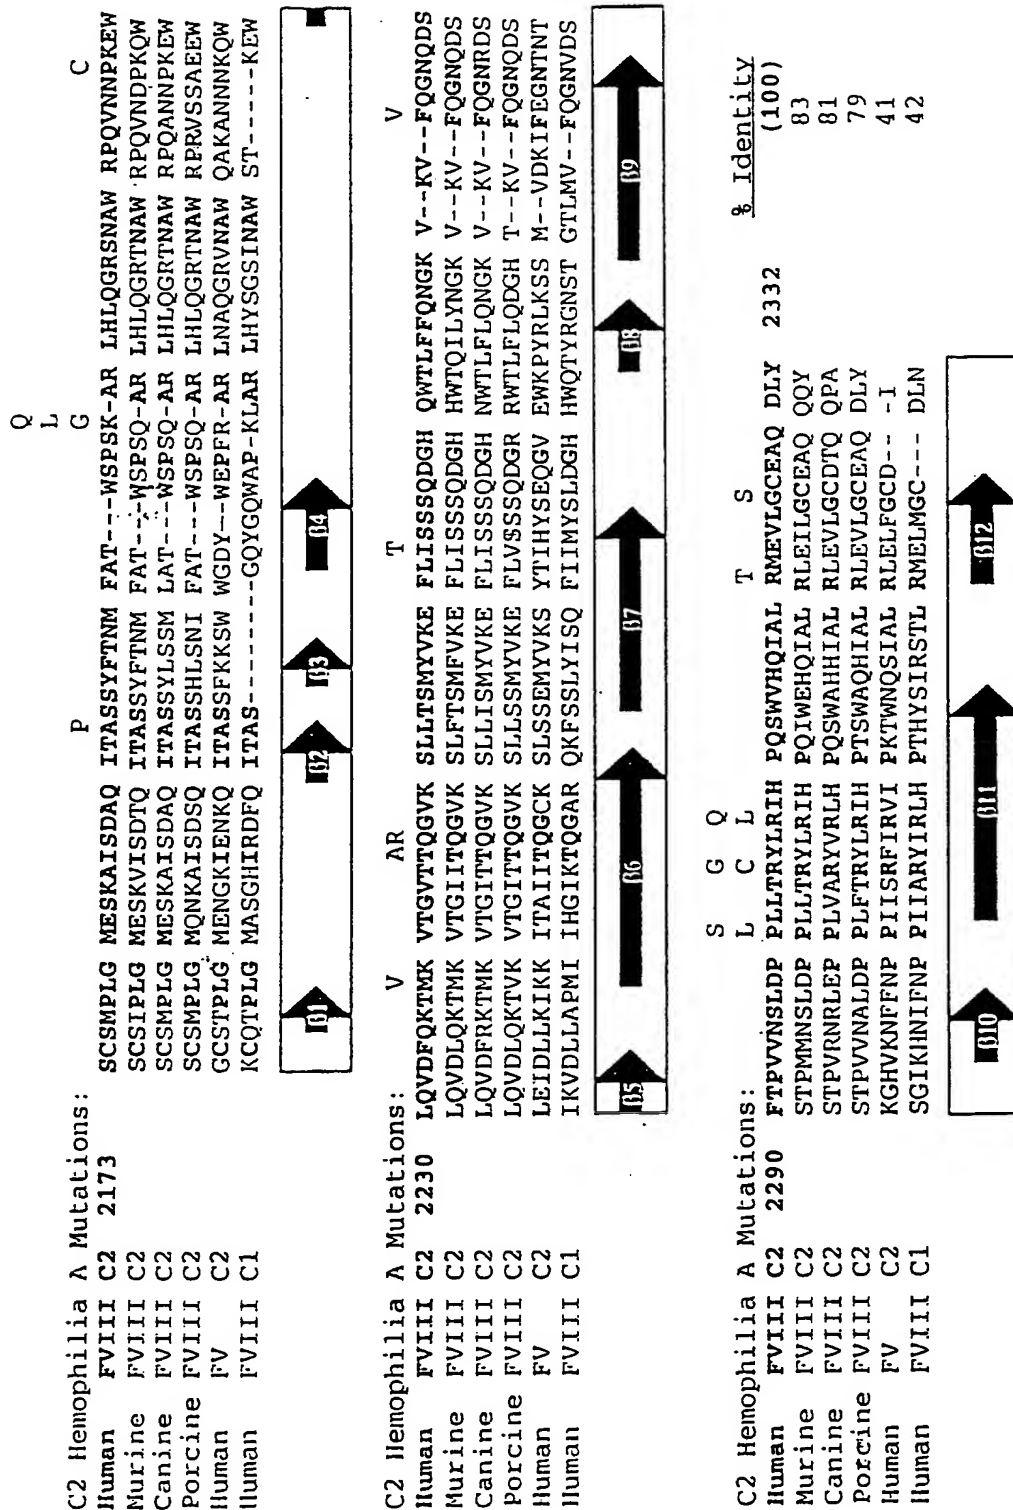 Q
L
C2 Hemophilia A Mutations: P G C
Human FVIII C2 2173 SCSMPLG MESKAISDAQ ITASSYFTNM FAT---WSPSK-AR LHLQGRSNAW RPQVNNPKEW
Murine FVIII C2 SCSIPLG MESKVISDTQ ITASSYFTNM FAT---WSPSQ-AR LHLQGRTNAW RPQVNDPKQW
Canine FVIII C2 SCSMPLG MESKAISDAQ ITASSYLSSM LAT---WSPSQ-AR LHLQGRTNAW RPQANNPKEW
Porcine FVIII C2 SCSMPLG MQNKAISDSQ ITASSHLSNI FAT---WSPSQ-AR LHLQGRTNAW RPRVSSAEEW
Human FV C2 GCSTPLG MENGKIENKQ ITASSFKKSW WGDY--WEPFR-AR LNAQGRVNAW QAKANNNKQW
Human FVIII C1 KCQTPLG MASGHIRDFQ ITAS-------GQYGQWAP-KLAR LHYSGSINAW ST-----KEW
β1 β2 β3 β4
C2 Hemophilia A Mutations: V AR T V
Human FVIII C2 2230 LQVDFQKTMK VTGVTTQGVK SLLTSMYVKE FLISSSQDGH QWTLFFQNGK V--KV--FQGNQDS
Murine FVIII C2 LQVDLQKTMK VTGIITQGVK SLFTSMFVKE FLISSSQDGH HWTQILYNGK V--KV--FQGNQDS
Canine FVIII C2 LQVDFRKTMK VTGITTQGVK SLLISMYVKE FLISSSQDGH NWTLFLQNGK V--KV--FQGNRDS
Porcine FVIII C2 LQVDLQKTVK VTGITTQGVK SLLSSMYVKE FLVSSSQDGR RWTLFLQDGH T--KV--FQGNQDS
Human FV C2 LEIDLLKIKK ITAIITQGCK SLSSEMYVKS YTIHYSEQGV EWKPYRLKSS M--VDKIFEGNTNT
Human FVIII C1 IKVDLLAPMI IHGIKTQGAR QKFSSLYISQ FIIMYSLDGH HWQTYRGNST GTLMV--FQGNVDS
β5 β6 β7 β8 β9
S G Q
C2 Hemophilia A Mutations: L C L T S
Human FVIII C2 2290 FTPVVNSLDP PLLTRYLRIH PQSWVHQIAL RMEVLGCEAQ DLY 2332
Murine FVIII C2 STPMMNSLDP PLLTRYLRIH PQIWEHQIAL RLEILGCEAQ QQY
Canine FVIII C2 STPVRNRLEP PLVARYVRLH PQSWAHHIAL RLEVLGCDTQ QPA
Porcine FVIII C2 STPVVNALDP PLFTRYLRIH PTSWAQHIAL RLEVLGCEAQ DLY
Human FV C2 KGHVKNFFNP PIISRFIRVI PKTWNQSIAL RLELFGCD-- -I
Human FVIII C1 SGIKHNIFNP PIIARYIRLH PTHYSIRSTL RMELMGC--- DLN
β10 β11 β12
% Identity
(100)
83
81
79
41
42